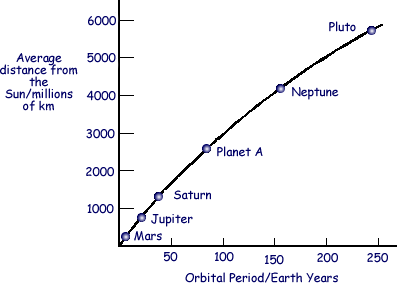 6000
Pluto
Average
distance from
the
Sun/millions
of km
5000
4000
Neptune
3000
Planet A
2000
Saturn
1000
Jupiter
Mars
50
100
150
200
250
Orbital Period/Earth Years